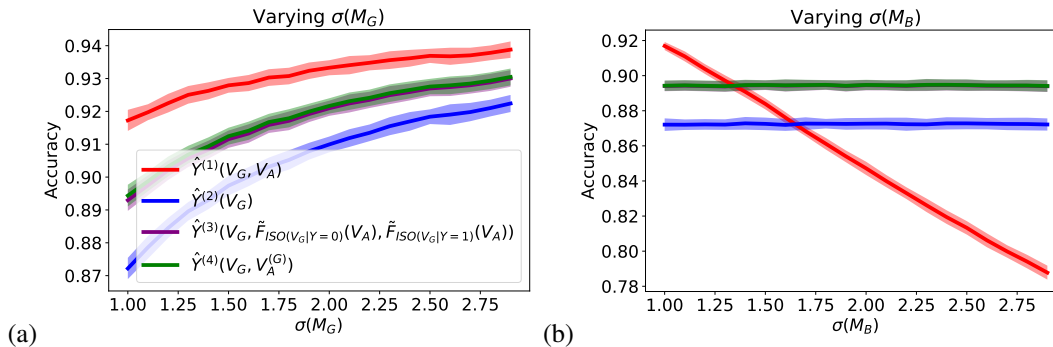 Varying σ(M_G)
0.94
0.93
0.92
0.91
0.90
0.89
0.88
0.87
Accuracy
Ŷ^(1)(V_G, V_A)
Ŷ^(2)(V_G)
Ŷ^(3)(V_G, F̃_ISO(V_G|Y=0)(V_A), F̃_ISO(V_G|Y=1)(V_A))
Ŷ^(4)(V_G, V_A^(G))
1.00 1.25 1.50 1.75 2.00 2.25 2.50 2.75
σ(M_G)
(a)
Varying σ(M_B)
0.92
0.90
0.88
0.86
0.84
0.82
0.80
0.78
Accuracy
1.00 1.25 1.50 1.75 2.00 2.25 2.50 2.75
σ(M_B)
(b)